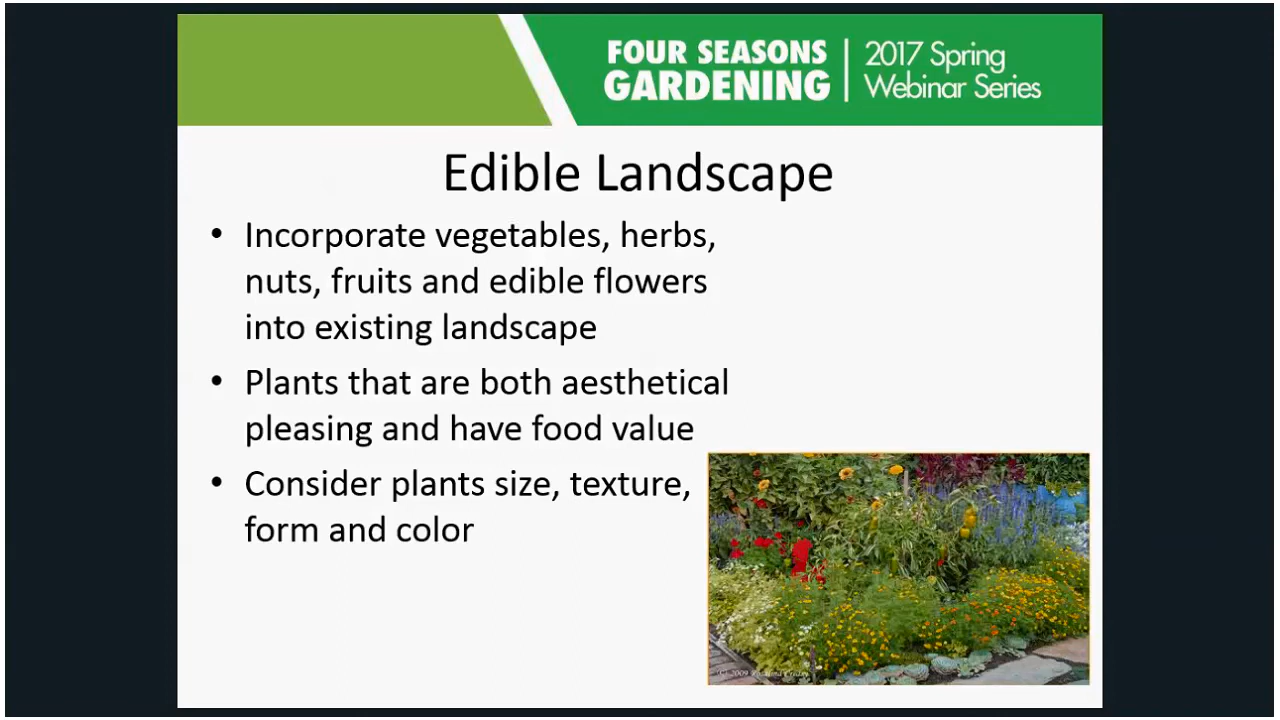 FOUR SEASONS
GARDENING
2017 Spring
Webinar Series
Edible Landscape
• Incorporate vegetables, herbs,
nuts, fruits and edible flowers
into existing landscape
• Plants that are both aesthetical
pleasing and have food value
• Consider plants size, texture,
form and color
(c) 2009